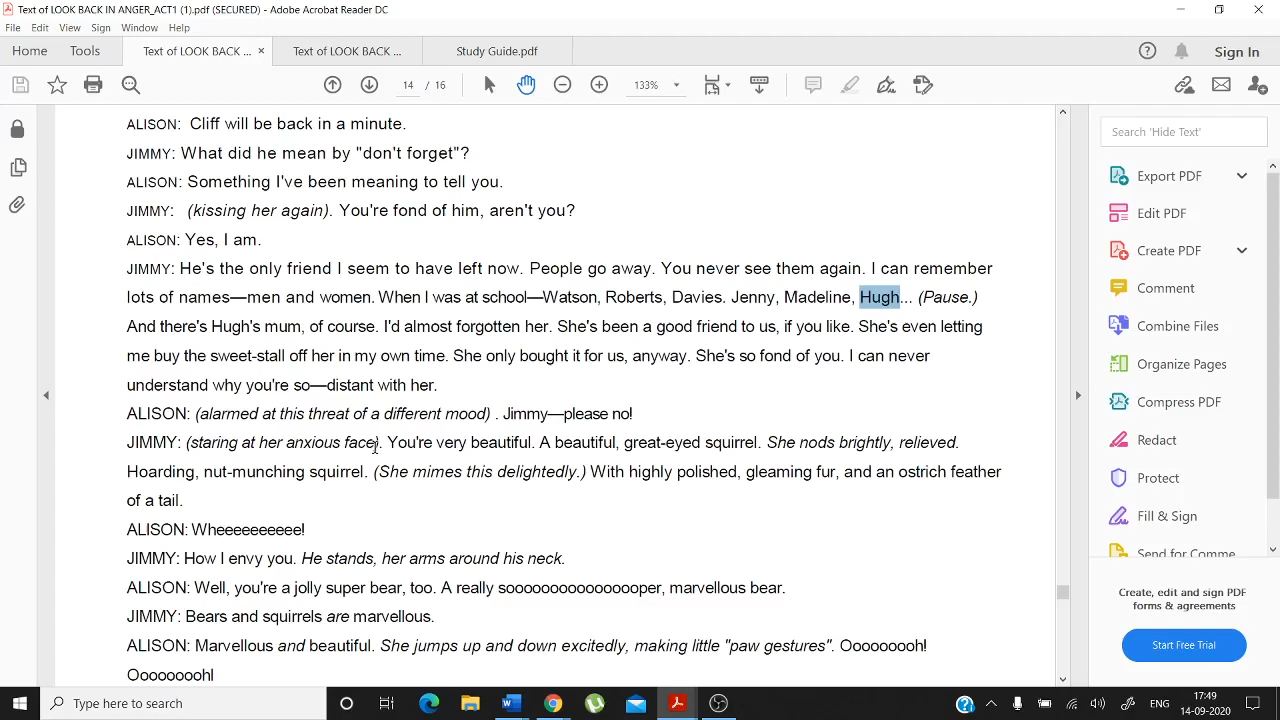 Text of LOOK BACK IN ANGER_ACT1 (1).pdf (SECURED) - Adobe Acrobat Reader DC
File Edit View Sign Window Help
Home Tools Text of LOOK BACK ... × Text of LOOK BACK ... Study Guide.pdf Sign In
14 / 16 133%
ALISON: Cliff will be back in a minute.
JIMMY: What did he mean by "don't forget"?
ALISON: Something I've been meaning to tell you.
JIMMY: (kissing her again). You're fond of him, aren't you?
ALISON: Yes, I am.
JIMMY: He's the only friend I seem to have left now. People go away. You never see them again. I can remember
lots of names—men and women. When I was at school—Watson, Roberts, Davies. Jenny, Madeline, Hugh... (Pause.)
And there's Hugh's mum, of course. I'd almost forgotten her. She's been a good friend to us, if you like. She's even letting
me buy the sweet-stall off her in my own time. She only bought it for us, anyway. She's so fond of you. I can never
understand why you're so—distant with her.
ALISON: (alarmed at this threat of a different mood) . Jimmy—please no!
JIMMY: (staring at her anxious face). You're very beautiful. A beautiful, great-eyed squirrel. She nods brightly, relieved.
Hoarding, nut-munching squirrel. (She mimes this delightedly.) With highly polished, gleaming fur, and an ostrich feather
of a tail.
ALISON: Wheeeeeeeeee!
JIMMY: How I envy you. He stands, her arms around his neck.
ALISON: Well, you're a jolly super bear, too. A really soooooooooooooooper, marvellous bear.
JIMMY: Bears and squirrels are marvellous.
ALISON: Marvellous and beautiful. She jumps up and down excitedly, making little "paw gestures". Ooooooooh!
Ooooooooh!
Search 'Hide Text'
Export PDF
Edit PDF
Create PDF
Comment
Combine Files
Organize Pages
Compress PDF
Redact
Protect
Fill & Sign
Send for Comme
Create, edit and sign PDF
forms & agreements
Start Free Trial
Type here to search
ENG
17:49
14-09-2020